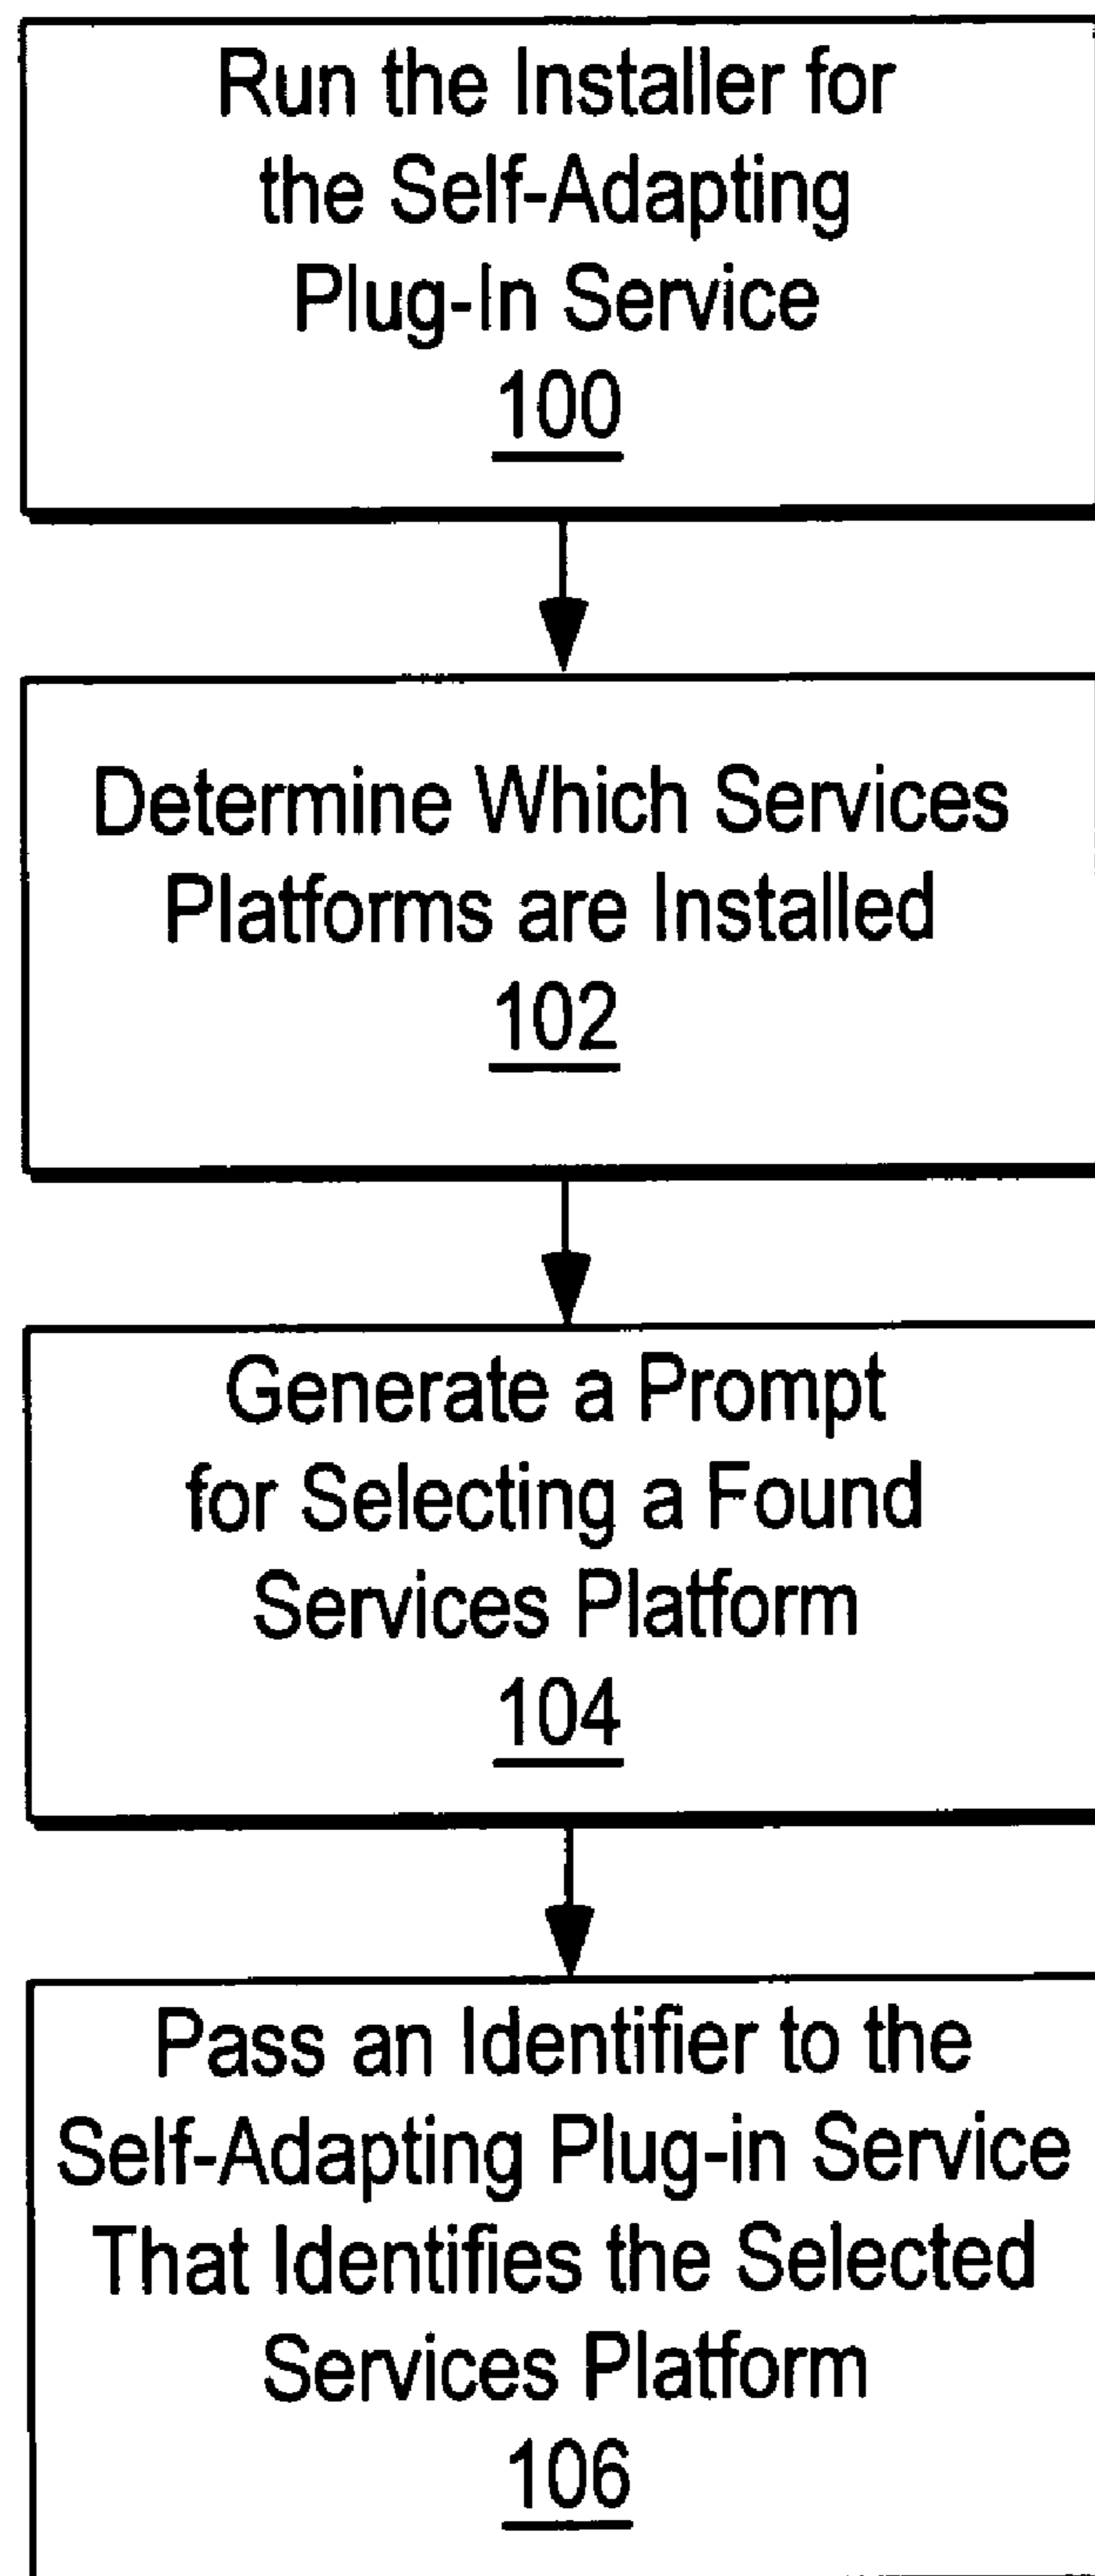 Run the Installer for
the Self-Adapting
Plug-In Service
100
Determine Which Services
Platforms are Installed
102
Generate a Prompt
for Selecting a Found
Services Platform
104
Pass an Identifier to the
Self-Adapting Plug-in Service
That Identifies the Selected
Services Platform
106